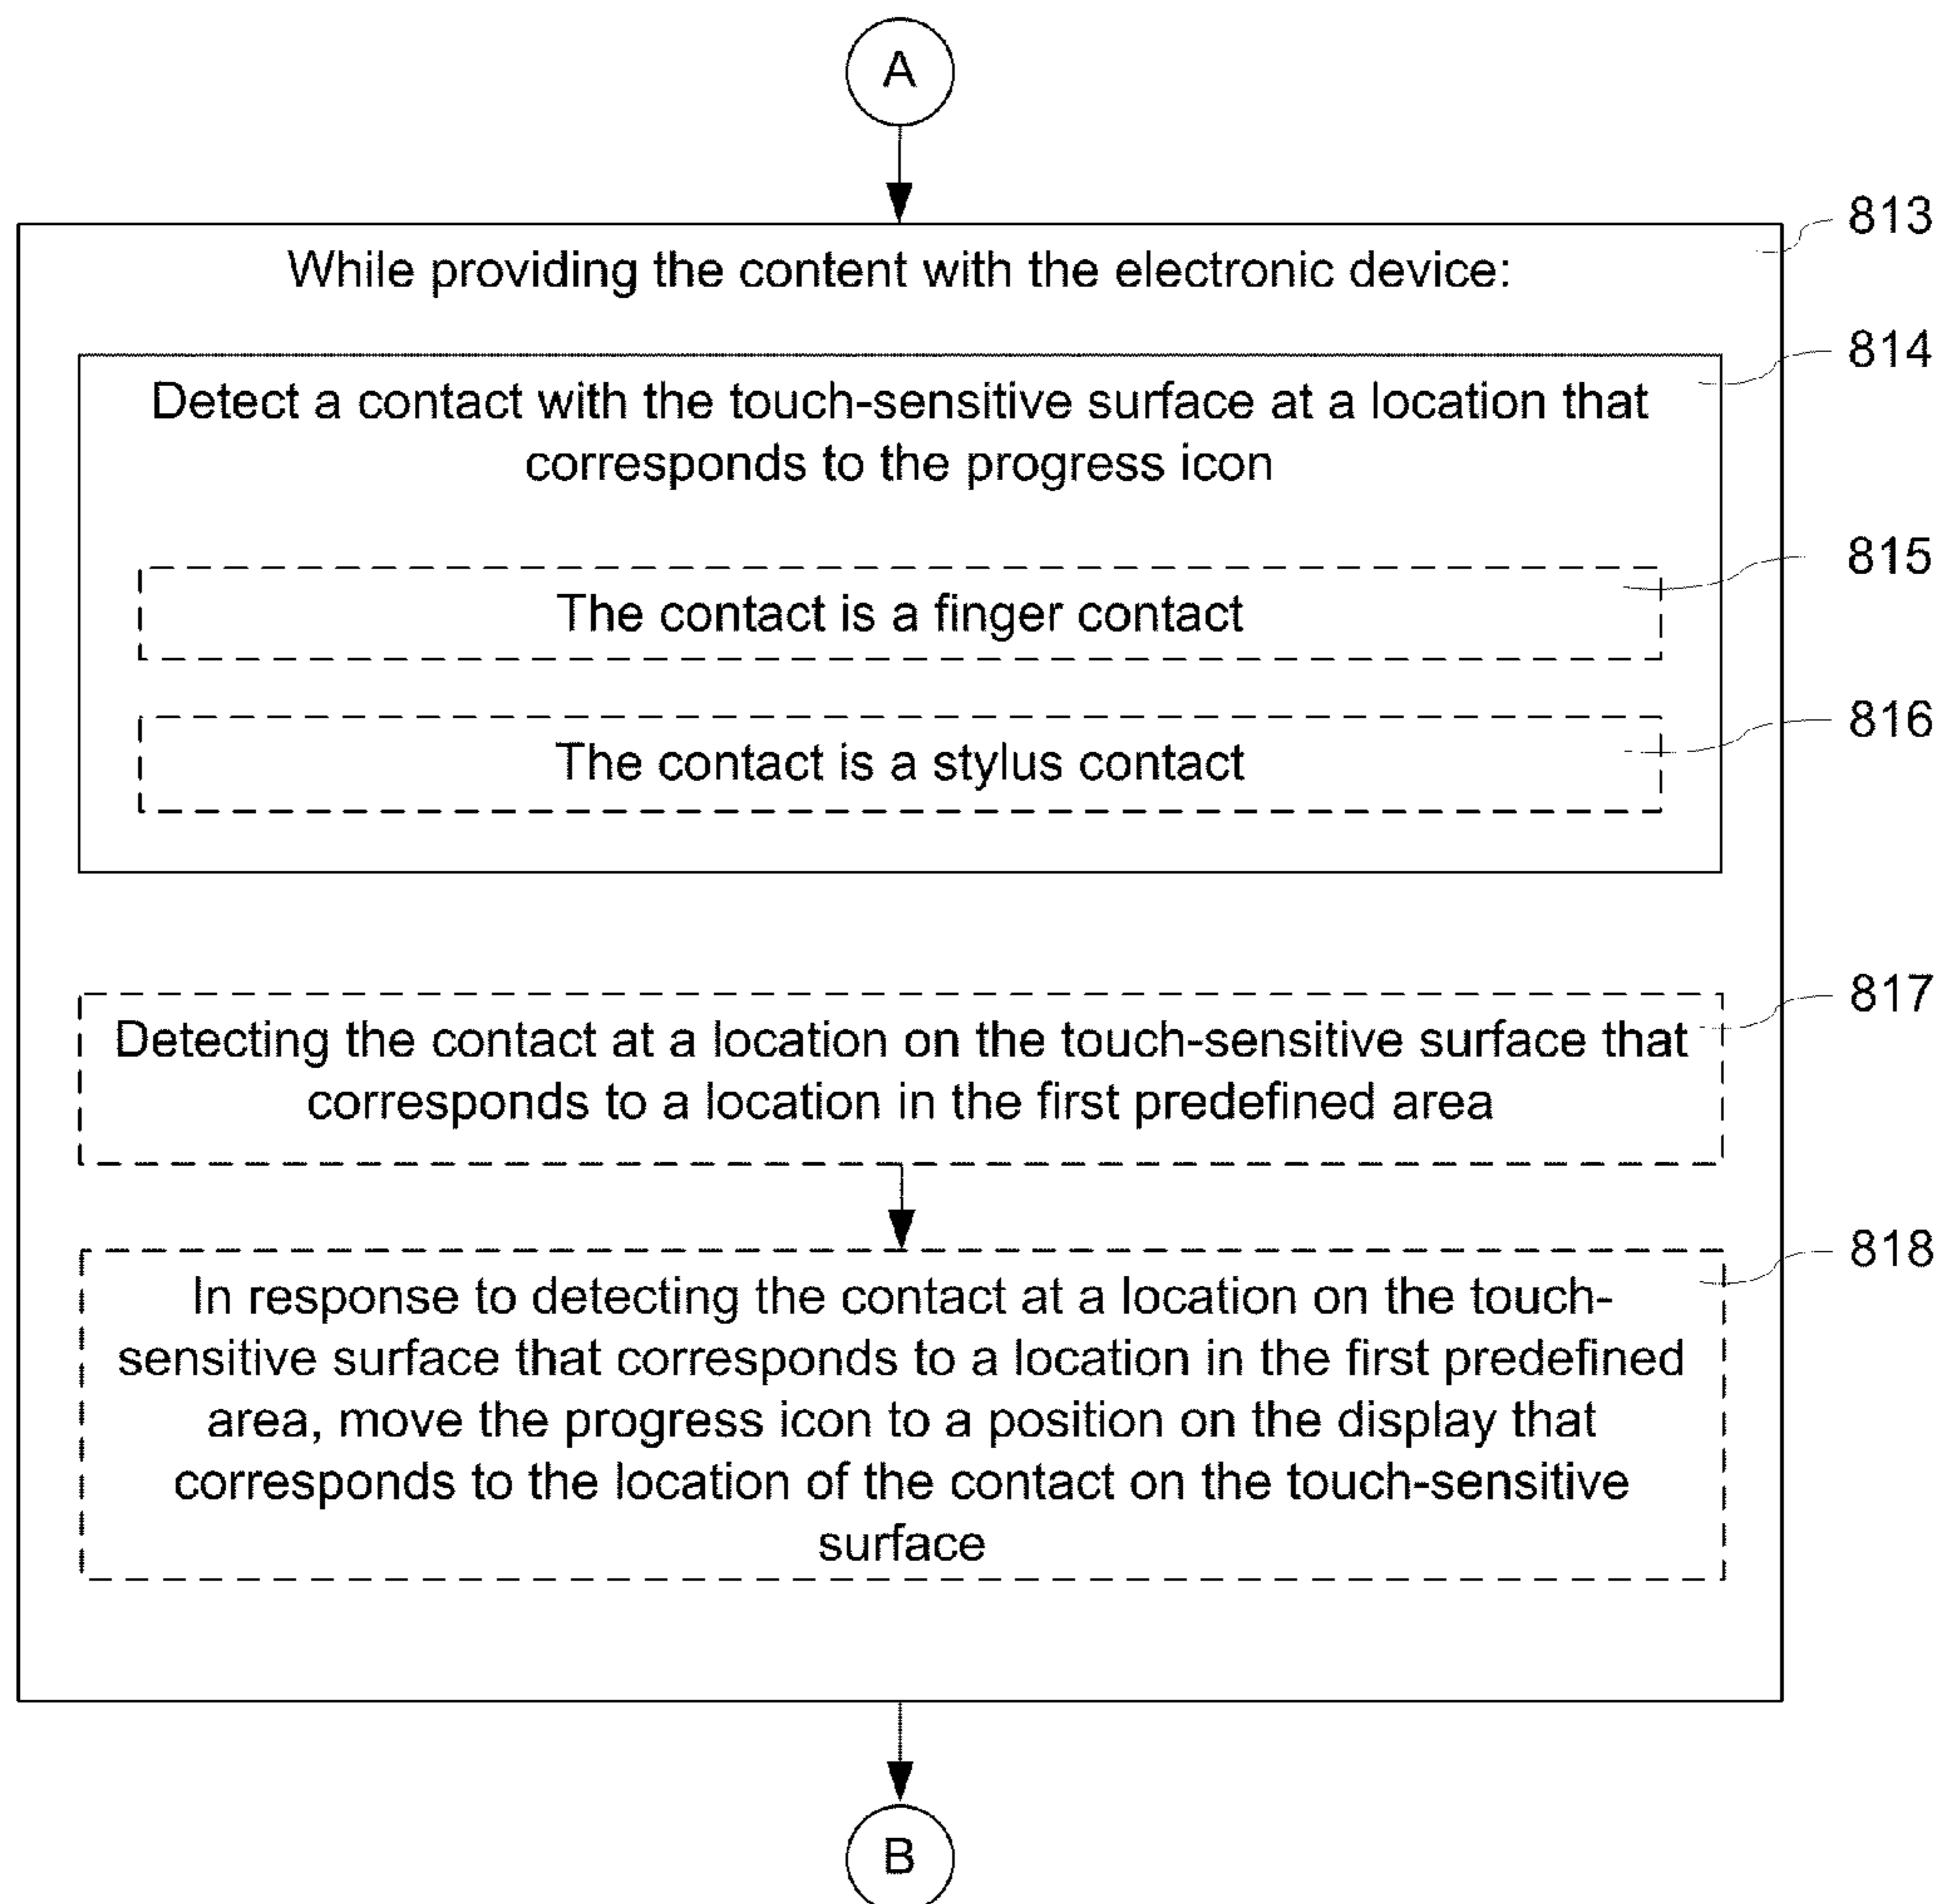 A
813
While providing the content with the electronic device:
814
Detect a contact with the touch-sensitive surface at a location that
corresponds to the progress icon
815
The contact is a finger contact
816
The contact is a stylus contact
817
Detecting the contact at a location on the touch-sensitive surface that
corresponds to a location in the first predefined area
818
In response to detecting the contact at a location on the touch-
sensitive surface that corresponds to a location in the first predefined
area, move the progress icon to a position on the display that
corresponds to the location of the contact on the touch-sensitive
surface
B